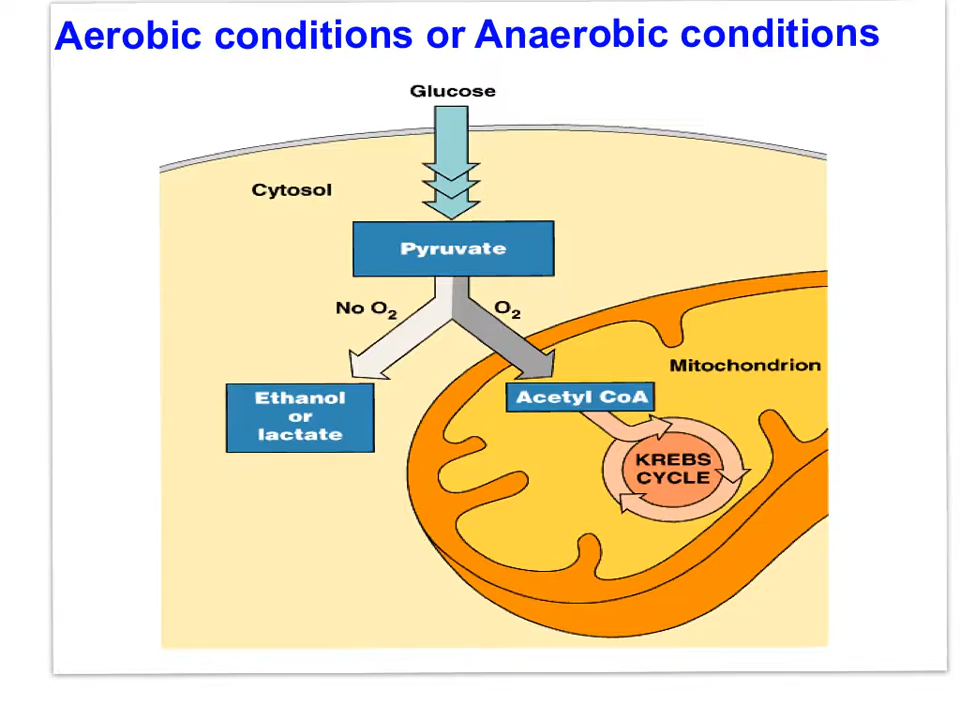 Aerobic conditions or Anaerobic conditions
Glucose
Cytosol
Pyruvate
No O₂
O₂
Mitochondrion
Ethanol
or
lactate
Acetyl CoA
KREBS
CYCLE